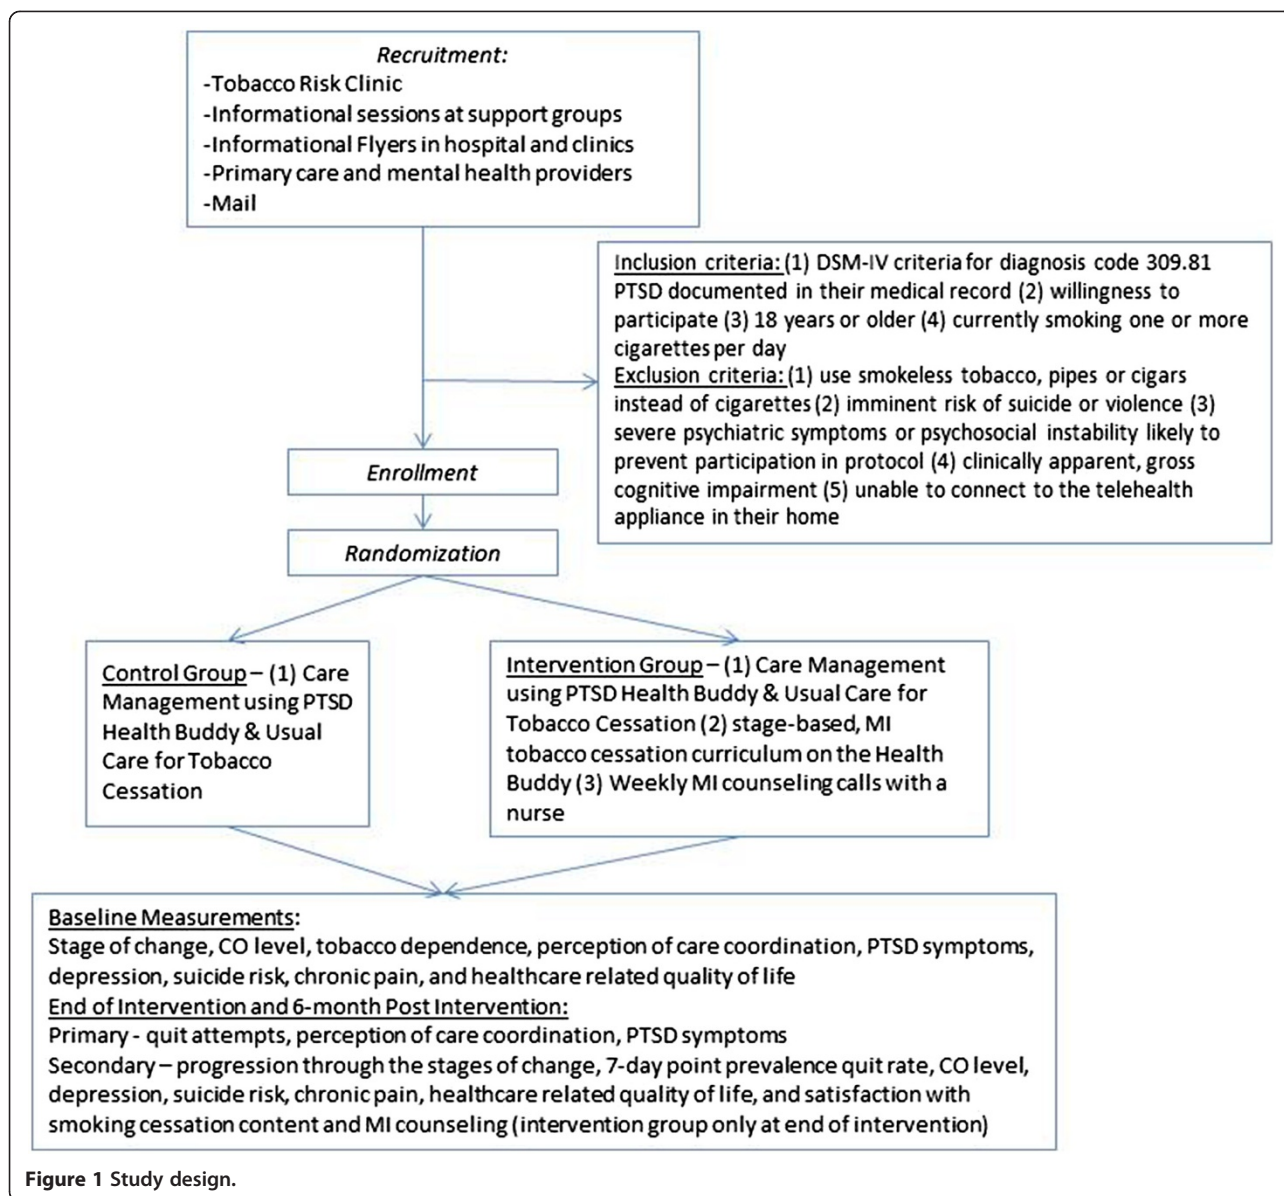 Recruitment:
-Tobacco Risk Clinic
-Informational sessions at support groups
-Informational Flyers in hospital and clinics
-Primary care and mental health providers
-Mail
Inclusion criteria: (1) DSM-IV criteria for diagnosis code 309.81
PTSD documented in their medical record (2) willingness to
participate (3) 18 years or older (4) currently smoking one or more
cigarettes per day
Exclusion criteria: (1) use smokeless tobacco, pipes or cigars
instead of cigarettes (2) imminent risk of suicide or violence (3)
severe psychiatric symptoms or psychosocial instability likely to
prevent participation in protocol (4) clinically apparent, gross
cognitive impairment (5) unable to connect to the telehealth
appliance in their home
Enrollment
Randomization
Control Group – (1) Care
Management using PTSD
Health Buddy & Usual
Care for Tobacco
Cessation
Intervention Group – (1) Care Management
using PTSD Health Buddy & Usual Care for
Tobacco Cessation (2) stage-based, MI
tobacco cessation curriculum on the Health
Buddy (3) Weekly MI counseling calls with a
nurse
Baseline Measurements:
Stage of change, CO level, tobacco dependence, perception of care coordination, PTSD symptoms,
depression, suicide risk, chronic pain, and healthcare related quality of life
End of Intervention and 6-month Post Intervention:
Primary - quit attempts, perception of care coordination, PTSD symptoms
Secondary – progression through the stages of change, 7-day point prevalence quit rate, CO level,
depression, suicide risk, chronic pain, healthcare related quality of life, and satisfaction with
smoking cessation content and MI counseling (intervention group only at end of intervention)
Figure 1 Study design.